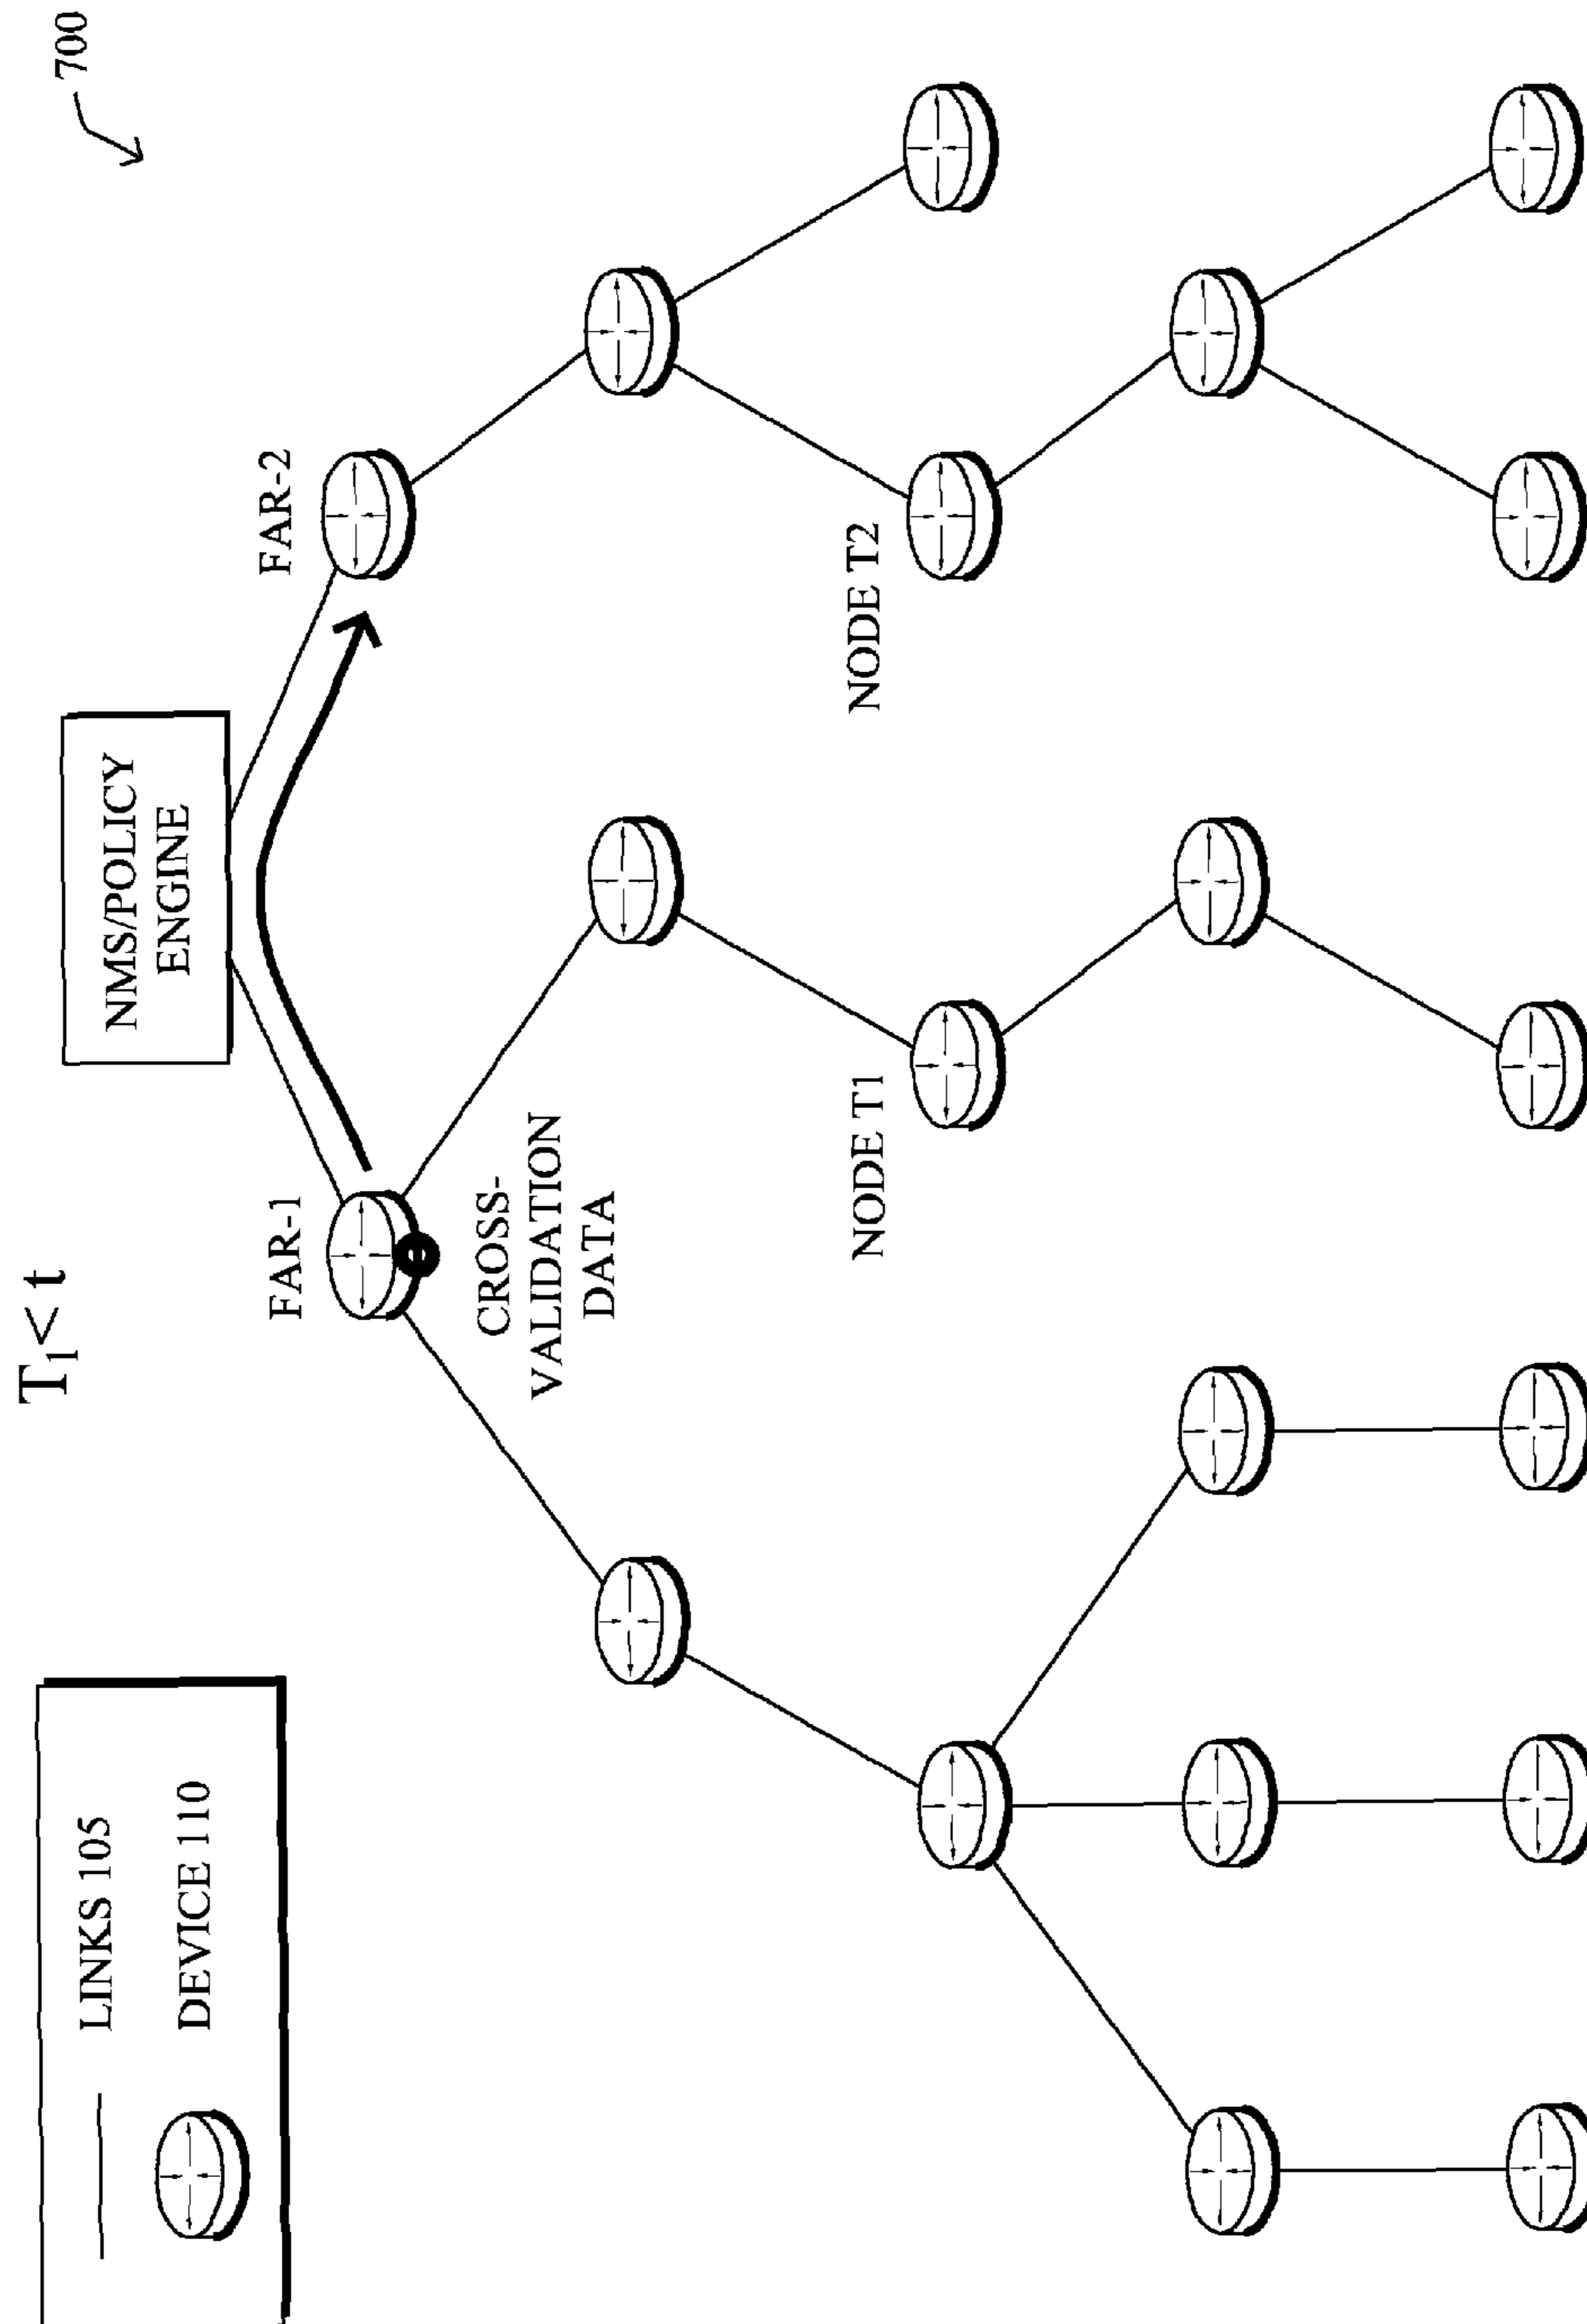 700
T1< t
LINKS 105
DEVICE 110
NMS/POLICY
ENGINE
FAR-1
FAR-2
CROSS-
VALIDATION
DATA
NODE T1
NODE T2